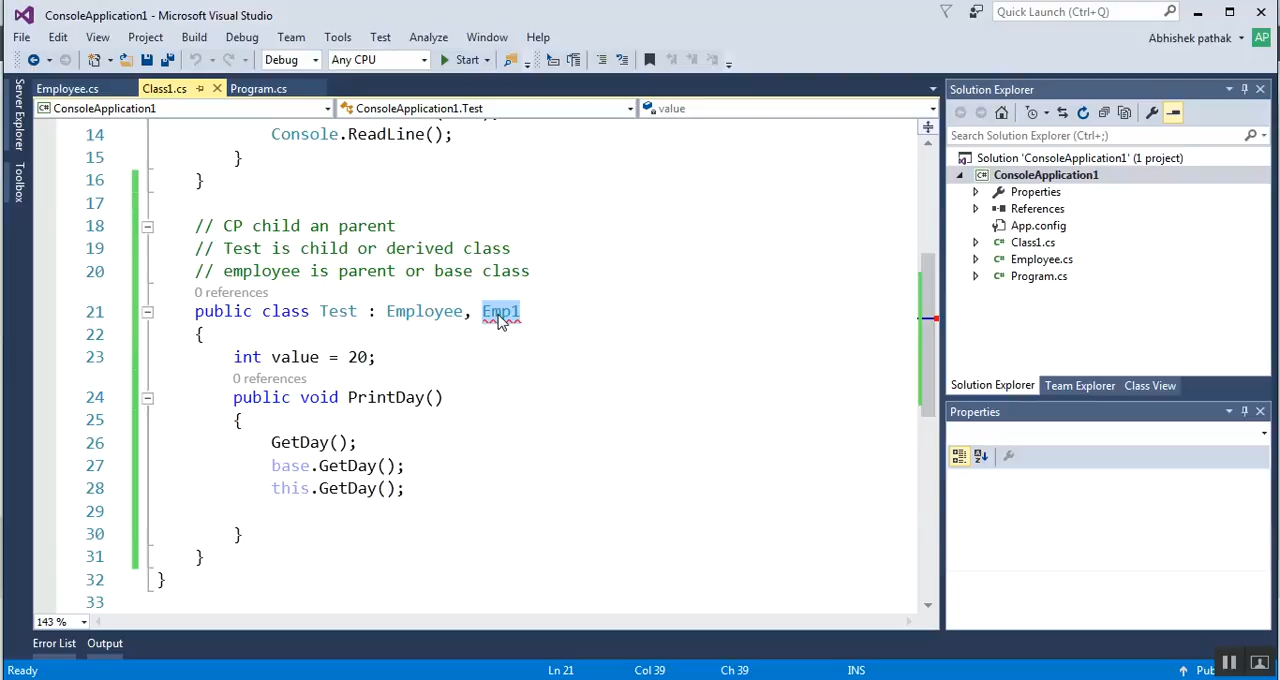 ConsoleApplication1 - Microsoft Visual Studio
Quick Launch (Ctrl+Q)
File Edit View Project Build Debug Team Tools Test Analyze Window Help
Abhishek pathak AP
Debug Any CPU Start
Server Explorer
Toolbox
Employee.cs Class1.cs Program.cs
ConsoleApplication1 ConsoleApplication1.Test value
14 Console.ReadLine();
15 }
16 }
17
18 // CP child an parent
19 // Test is child or derived class
20 // employee is parent or base class
0 references
21 public class Test : Employee, Emp1
22 {
23 int value = 20;
0 references
24 public void PrintDay()
25 {
26 GetDay();
27 base.GetDay();
28 this.GetDay();
29
30 }
31 }
32 }
33
143 %
Solution Explorer
Search Solution Explorer (Ctrl+;)
Solution 'ConsoleApplication1' (1 project)
C# ConsoleApplication1
Properties
References
App.config
C# Class1.cs
C# Employee.cs
C# Program.cs
Solution Explorer Team Explorer Class View
Properties
Error List Output
Ready Ln 21 Col 39 Ch 39 INS